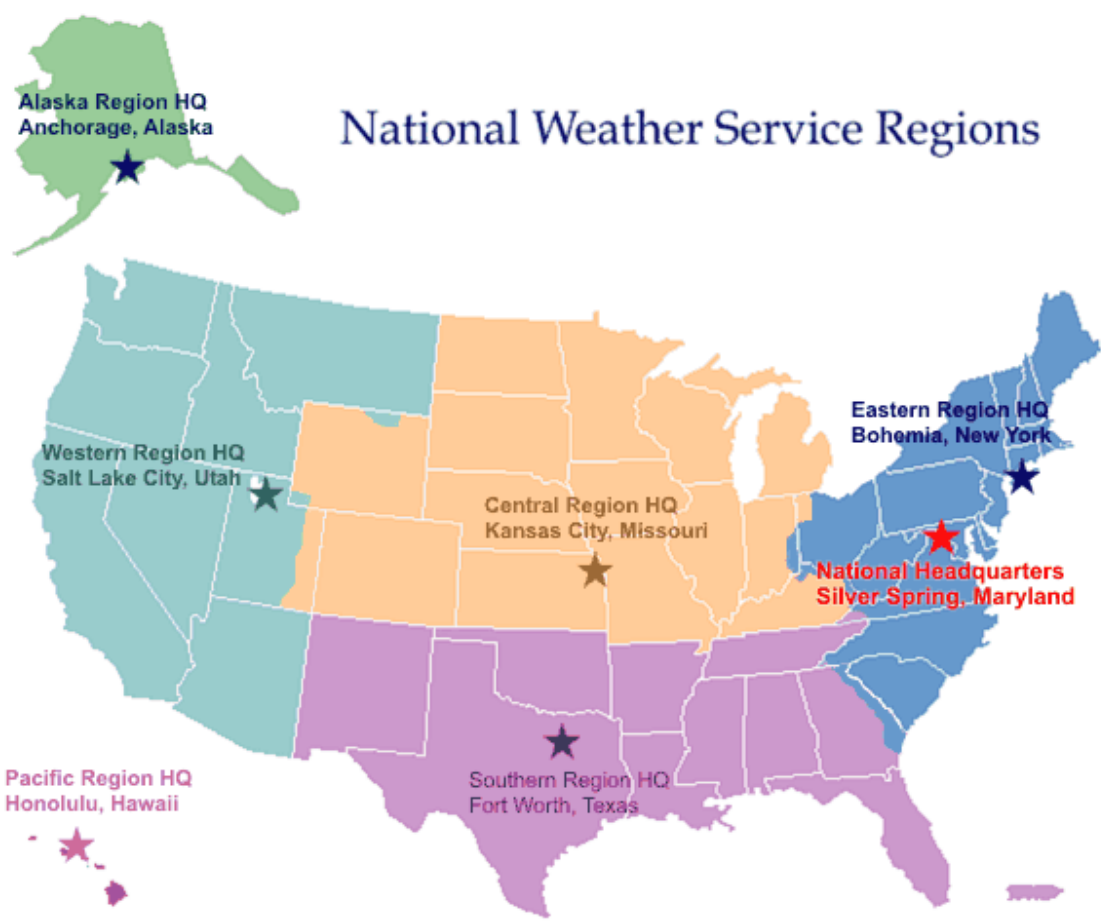 Alaska Region HQ
Anchorage, Alaska
National Weather Service Regions
Eastern Region HQ
Bohemia, New York
Western Region HQ
Salt Lake City, Utah
Central Region HQ
Kansas City, Missouri
National Headquarters
Silver Spring, Maryland
Pacific Region HQ
Honolulu, Hawaii
Southern Region HQ
Fort Worth, Texas